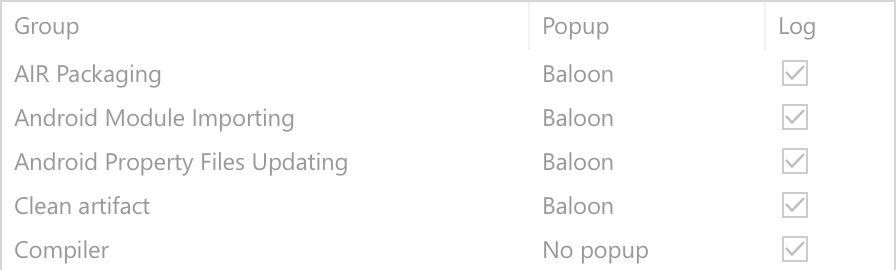 Group Popup Log
AIR Packaging Baloon
Android Module Importing Baloon
Android Property Files Updating Baloon
Clean artifact Baloon
Compiler No popup